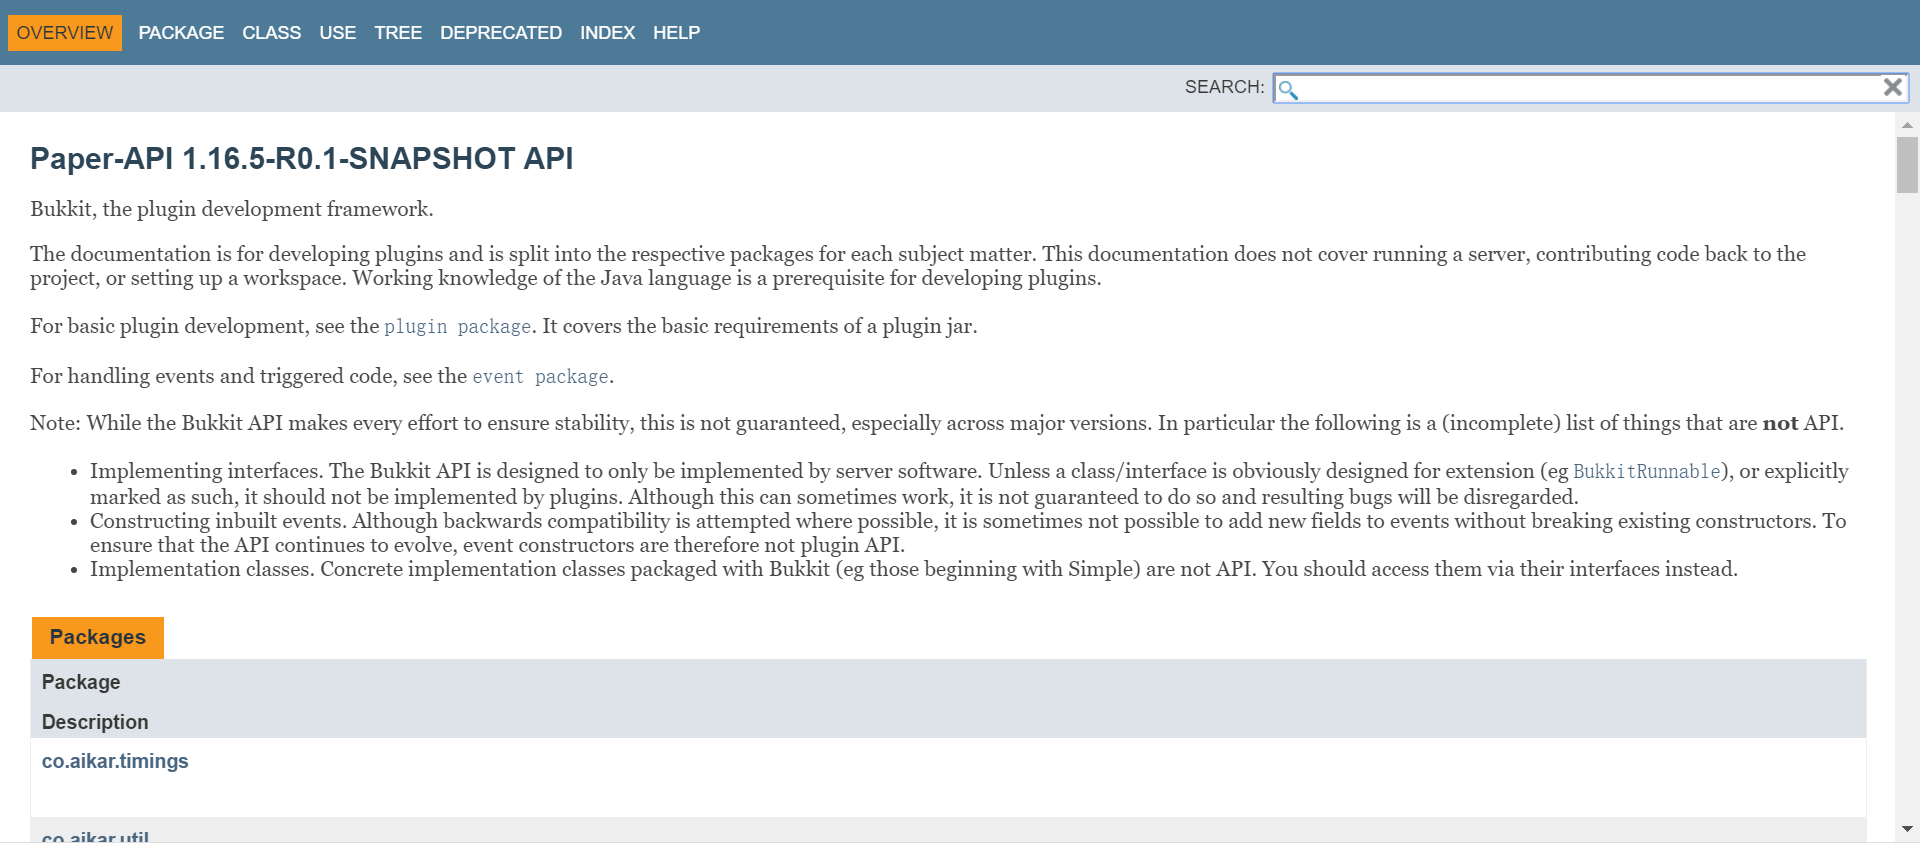 OVERVIEW PACKAGE CLASS USE TREE DEPRECATED INDEX HELP
SEARCH:
Paper-API 1.16.5-R0.1-SNAPSHOT API
Bukkit, the plugin development framework.
The documentation is for developing plugins and is split into the respective packages for each subject matter. This documentation does not cover running a server, contributing code back to the
project, or setting up a workspace. Working knowledge of the Java language is a prerequisite for developing plugins.
For basic plugin development, see the plugin package. It covers the basic requirements of a plugin jar.
For handling events and triggered code, see the event package.
Note: While the Bukkit API makes every effort to ensure stability, this is not guaranteed, especially across major versions. In particular the following is a (incomplete) list of things that are not API.
• Implementing interfaces. The Bukkit API is designed to only be implemented by server software. Unless a class/interface is obviously designed for extension (eg BukkitRunnable), or explicitly
marked as such, it should not be implemented by plugins. Although this can sometimes work, it is not guaranteed to do so and resulting bugs will be disregarded.
• Constructing inbuilt events. Although backwards compatibility is attempted where possible, it is sometimes not possible to add new fields to events without breaking existing constructors. To
ensure that the API continues to evolve, event constructors are therefore not plugin API.
• Implementation classes. Concrete implementation classes packaged with Bukkit (eg those beginning with Simple) are not API. You should access them via their interfaces instead.
Packages
Package
Description
co.aikar.timings
co.aikar.util